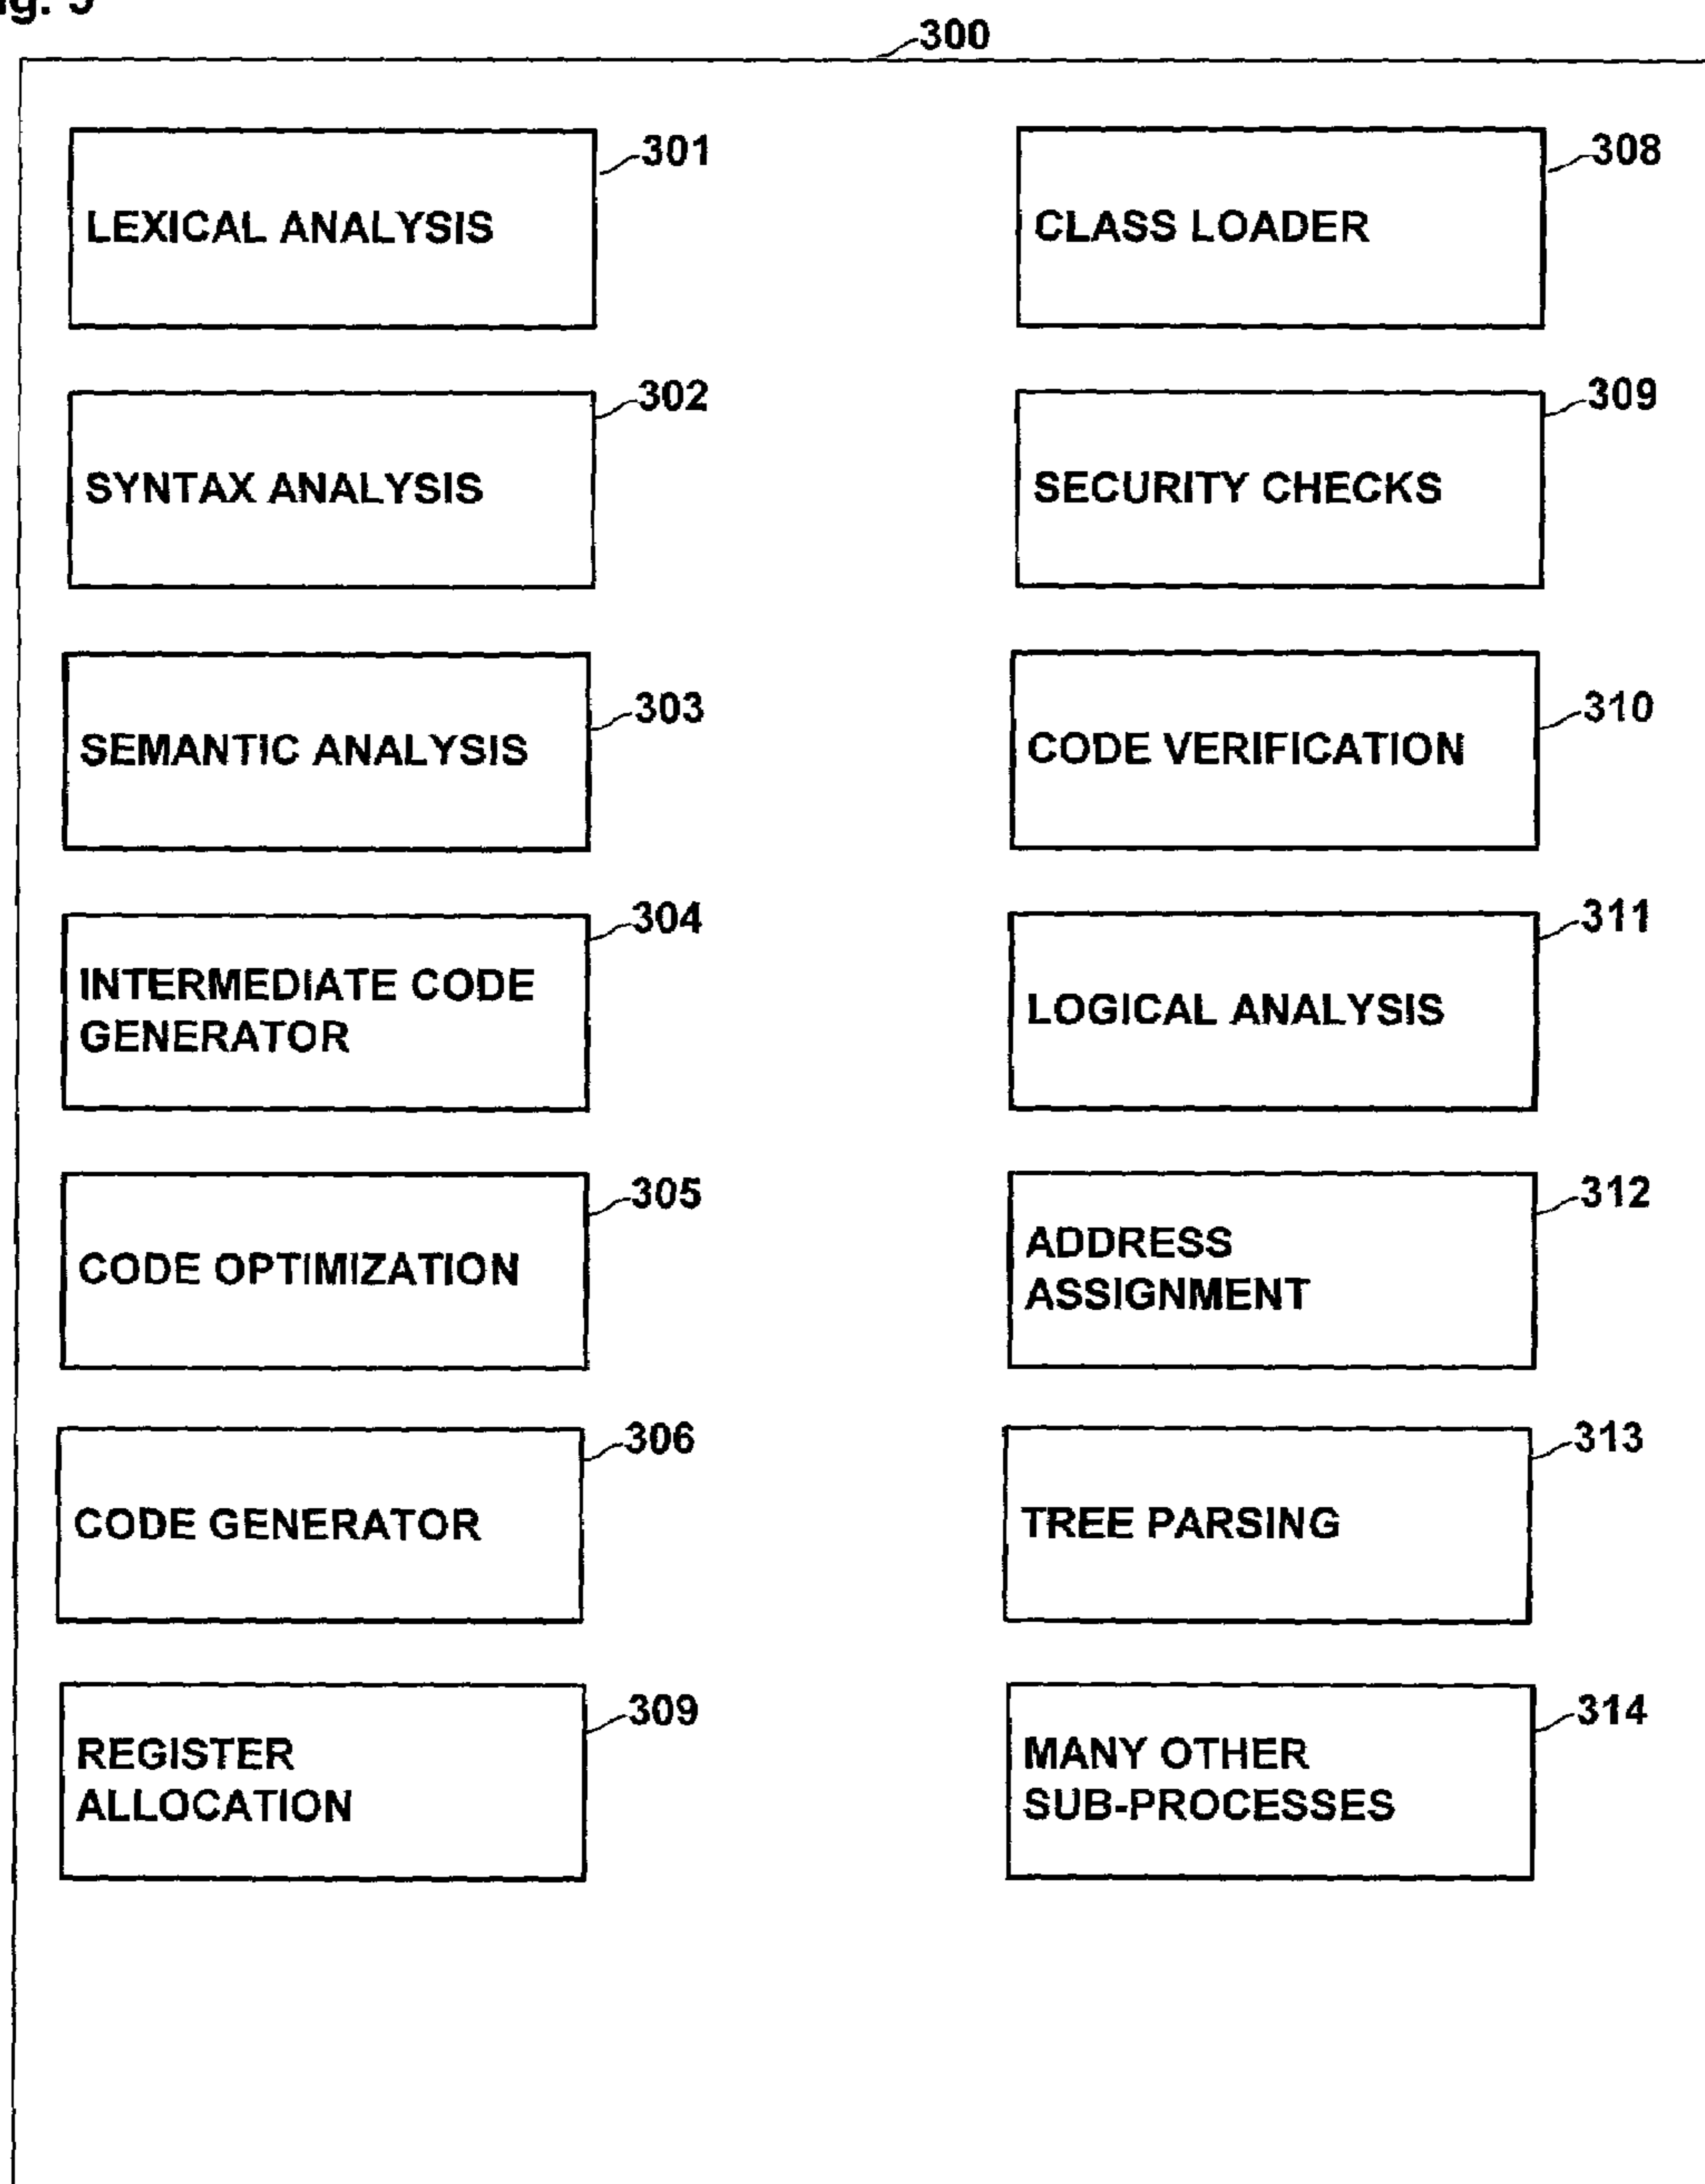 300
301
LEXICAL ANALYSIS
302
SYNTAX ANALYSIS
303
SEMANTIC ANALYSIS
304
INTERMEDIATE CODE
GENERATOR
305
CODE OPTIMIZATION
306
CODE GENERATOR
309
REGISTER
ALLOCATION
308
CLASS LOADER
309
SECURITY CHECKS
310
CODE VERIFICATION
311
LOGICAL ANALYSIS
312
ADDRESS
ASSIGNMENT
313
TREE PARSING
314
MANY OTHER
SUB-PROCESSES